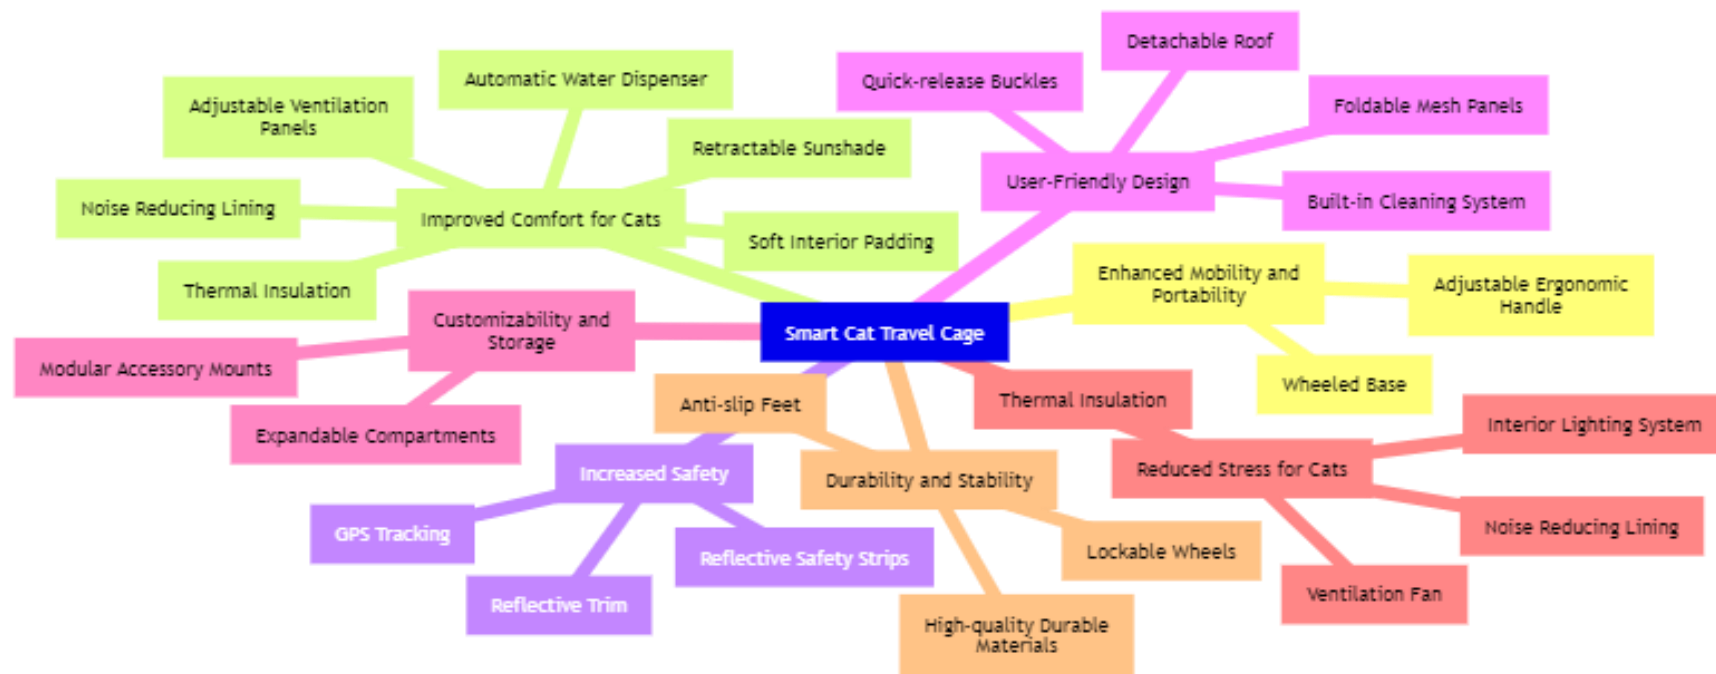 Detachable Roof
Automatic Water Dispenser
Quick-release Buckles
Adjustable Ventilation
Panels
Foldable Mesh Panels
Retractable Sunshade
User-Friendly Design
Noise Reducing Lining
Improved Comfort for Cats
Built-in Cleaning System
Soft Interior Padding
Thermal Insulation
Enhanced Mobility and
Portability
Adjustable Ergonomic
Handle
Customizability and
Storage
Smart Cat Travel Cage
Modular Accessory Mounts
Wheeled Base
Anti-slip Feet
Thermal Insulation
Expandable Compartments
Interior Lighting System
Increased Safety
Durability and Stability
Reduced Stress for Cats
GPS Tracking
Reflective Safety Strips
Lockable Wheels
Noise Reducing Lining
Reflective Trim
Ventilation Fan
High-quality Durable
Materials